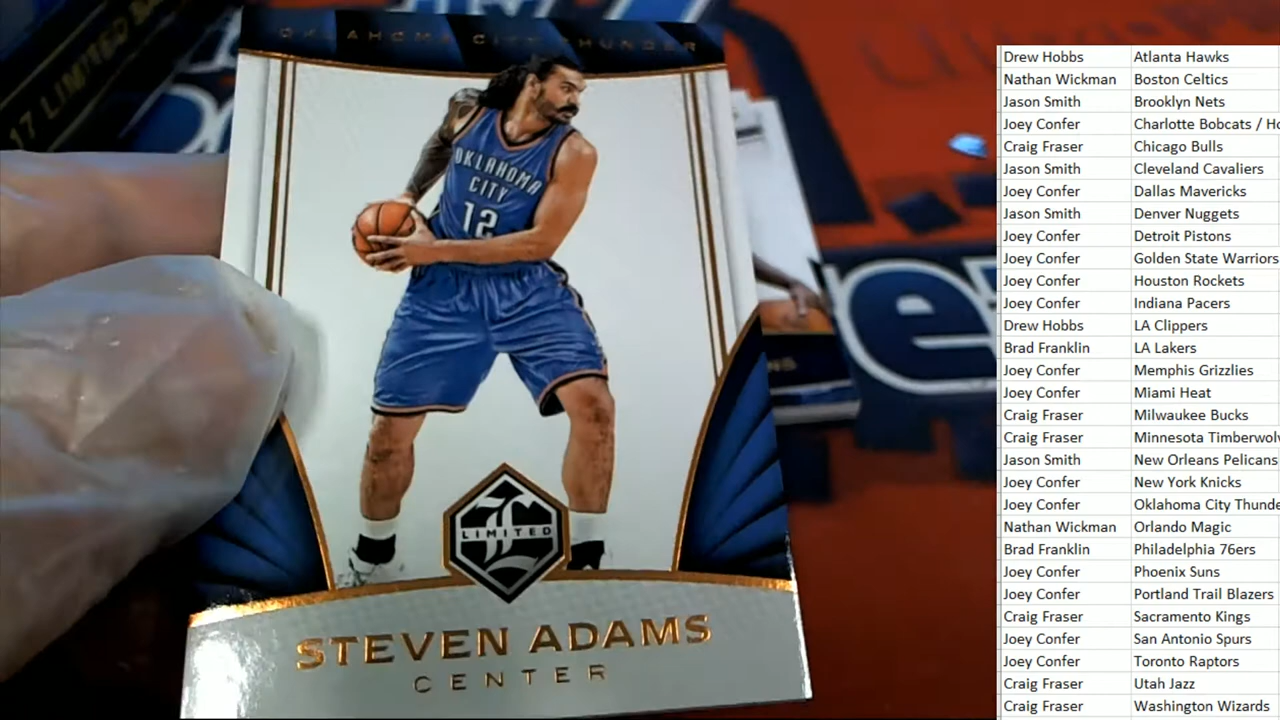 OKLAHOMA CITY THUNDER
17 LIMITED
OKLAHOMA
CITY
12
LIMITED
STEVEN ADAMS
CENTER
Drew Hobbs Atlanta Hawks
Nathan Wickman Boston Celtics
Jason Smith Brooklyn Nets
Joey Confer Charlotte Bobcats / Ho
Craig Fraser Chicago Bulls
Jason Smith Cleveland Cavaliers
Joey Confer Dallas Mavericks
Jason Smith Denver Nuggets
Joey Confer Detroit Pistons
Joey Confer Golden State Warriors
Joey Confer Houston Rockets
Joey Confer Indiana Pacers
Drew Hobbs LA Clippers
Brad Franklin LA Lakers
Joey Confer Memphis Grizzlies
Joey Confer Miami Heat
Craig Fraser Milwaukee Bucks
Craig Fraser Minnesota Timberwolv
Jason Smith New Orleans Pelicans
Joey Confer New York Knicks
Joey Confer Oklahoma City Thunde
Nathan Wickman Orlando Magic
Brad Franklin Philadelphia 76ers
Joey Confer Phoenix Suns
Joey Confer Portland Trail Blazers
Craig Fraser Sacramento Kings
Joey Confer San Antonio Spurs
Joey Confer Toronto Raptors
Craig Fraser Utah Jazz
Craig Fraser Washington Wizards